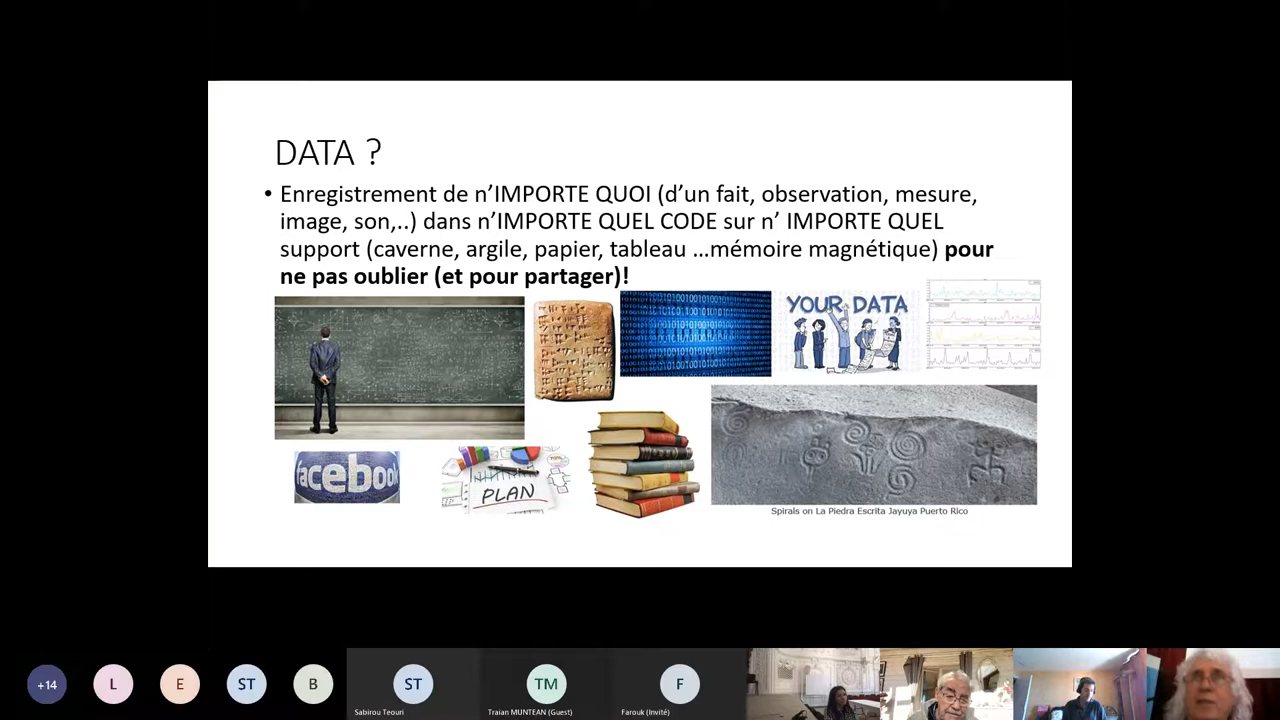 DATA ?
• Enregistrement de n’IMPORTE QUOI (d’un fait, observation, mesure,
image, son,..) dans n’IMPORTE QUEL CODE sur n’ IMPORTE QUEL
support (caverne, argile, papier, tableau …mémoire magnétique) pour
ne pas oublier (et pour partager)!
YOUR DATA
facebook
PLAN
Spirals on La Piedra Escrita Jayuya Puerto Rico
+14
L
E
ST
B
ST
TM
F
Sabirou Teouri
Traian MUNTEAN (Guest)
Farouk (Invité)